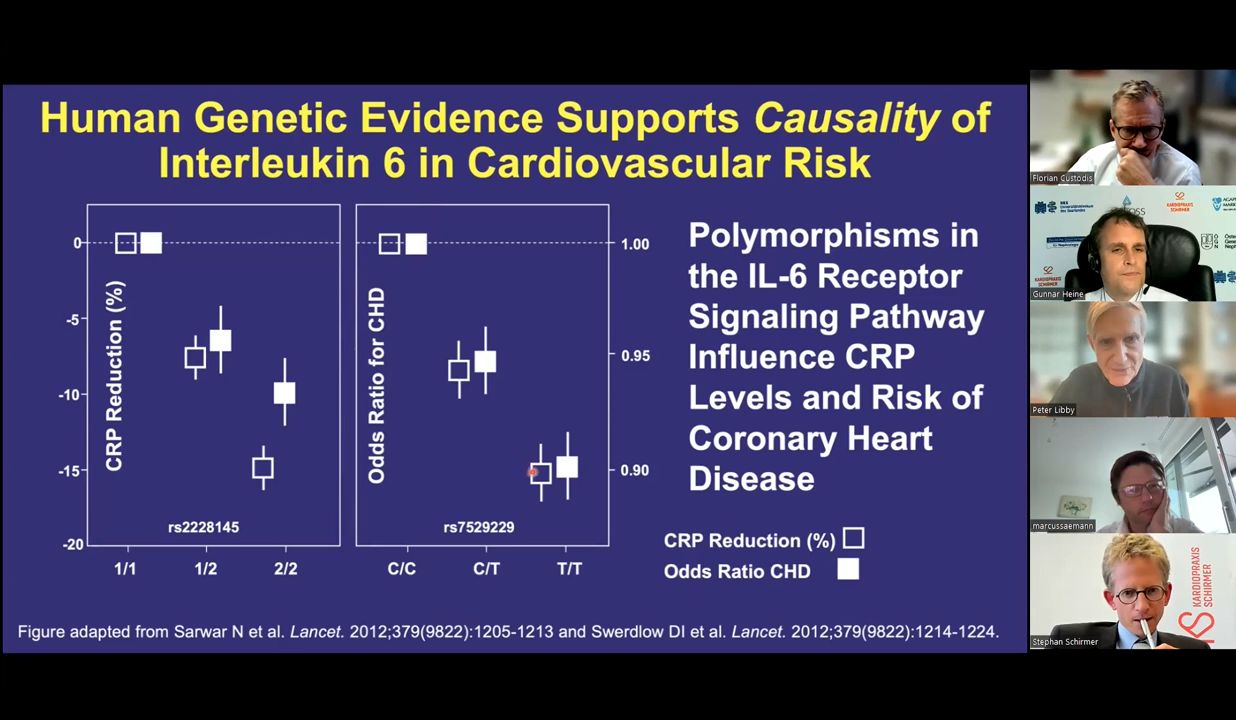 Human Genetic Evidence Supports Causality of
Interleukin 6 in Cardiovascular Risk
0
-5
-10
-15
-20
CRP Reduction (%)
rs2228145
1/1
1/2
2/2
Odds Ratio for CHD
rs7529229
C/C
C/T
T/T
1.00
0.95
0.90
Polymorphisms in
the IL-6 Receptor
Signaling Pathway
Influence CRP
Levels and Risk of
Coronary Heart
Disease
CRP Reduction (%)
Odds Ratio CHD
Figure adapted from Sarwar N et al. Lancet. 2012;379(9822):1205-1213 and Swerdlow DI et al. Lancet. 2012;379(9822):1214-1224.
Florian Custodis
Gunnar Heine
KARDIOPRAXIS
SCHIRMER
Peter Libby
marcussaemann
KARDIOPRAXIS
SCHIRMER
Stephan Schirmer